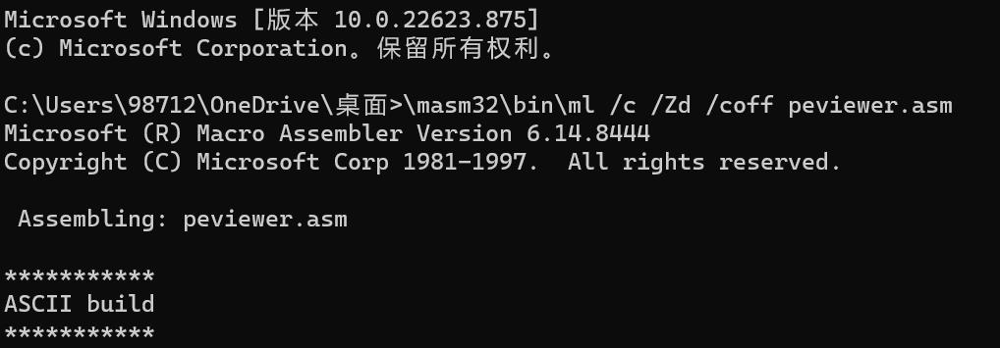 Microsoft Windows [版本 10.0.22623.875]
(c) Microsoft Corporation。保留所有权利。
C:\Users\98712\OneDrive\桌面>\masm32\bin\ml /c /Zd /coff peviewer.asm
Microsoft (R) Macro Assembler Version 6.14.8444
Copyright (C) Microsoft Corp 1981-1997.  All rights reserved.
 Assembling: peviewer.asm
***********
ASCII build
***********